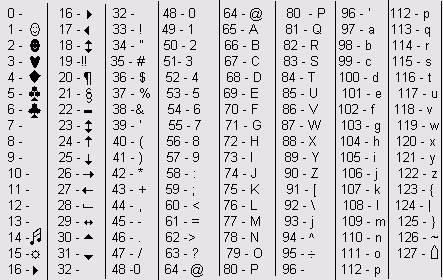 0 - 16 - ► 32 - 48 - 0 64 - @ 80 - P 96 - ' 112 - p
1 - ☺ 17 - ◄ 33 - ! 49 - 1 65 - A 81 - Q 97 - a 113 - q
2 - ☻ 18 - ↕ 34 - " 50 - 2 66 - B 82 - R 98 - b 114 - r
3 - ♥ 19 - !! 35 - # 51 - 3 67 - C 83 - S 99 - c 115 - s
4 - ♦ 20 - ¶ 36 - $ 52 - 4 68 - D 84 - T 100 - d 116 - t
5 - ♣ 21 - § 37 - % 53 - 5 69 - E 85 - U 101 - e 117 - u
6 - ♠ 22 - ▬ 38 - & 54 - 6 70 - F 86 - V 102 - f 118 - v
7 - 23 - ↨ 39 - ' 55 - 7 71 - G 87 - W 103 - g 119 - w
8 - 24 - ↑ 40 - ( 56 - 8 72 - H 88 - X 104 - h 120 - x
9 - 25 - ↓ 41 - ) 57 - 9 73 - I 89 - Y 105 - i 121 - y
10 - 26 - → 42 - * 58 - : 74 - J 90 - Z 106 - j 122 - z
11 - 27 - ← 43 - + 59 - ; 75 - K 91 - [ 107 - k 123 - {
12 - 28 - ∟ 44 - , 60 - < 76 - L 92 - \ 108 - l 124 - |
13 - 29 - ↔ 45 - - 61 - = 77 - M 93 - ] 109 - m 125 - }
14 - ♫ 30 - ▲ 46 - . 62 - > 78 - N 94 - ^ 110 - n 126 - ~
15 - ☼ 31 - ▼ 47 - / 63 - ? 79 - O 95 - ÷ 111 - o 127 - ⌂
16 - ► 32 - 48 - 0 64 - @ 80 - P 96 - 112 - p